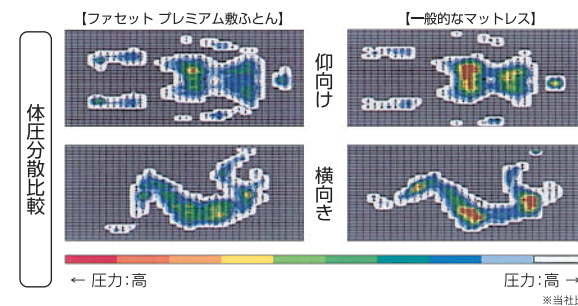 【ファセット プレミアム敷ふとん】
【一般的なマットレス】
体圧分散比較
仰向け
横向き
← 圧力：高
圧力：高 →
※当社比